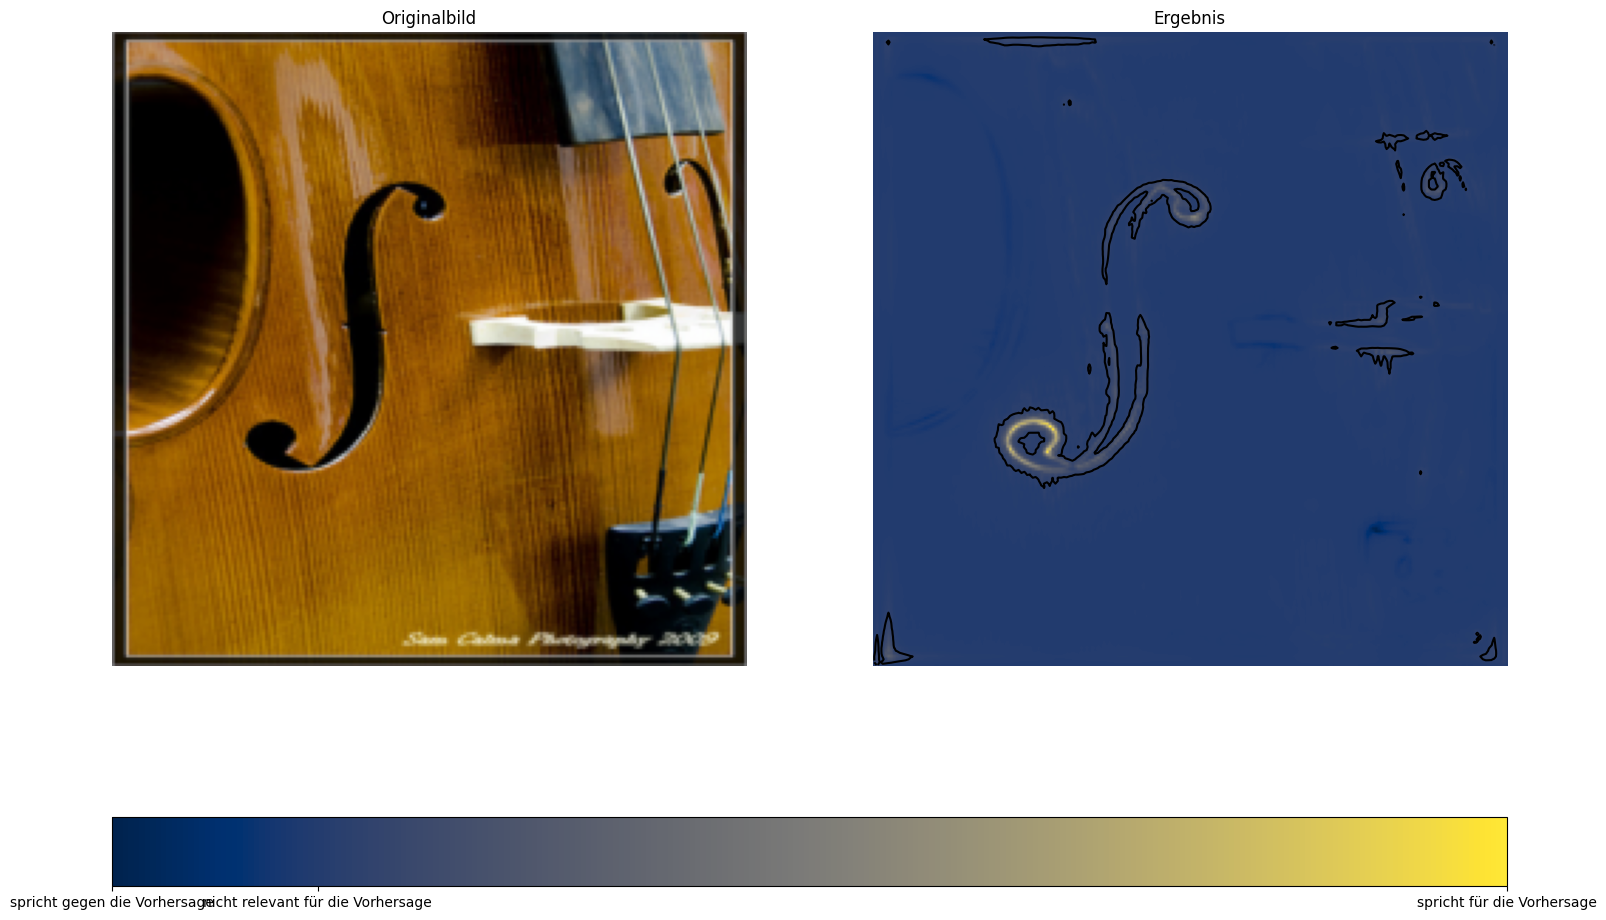 Originalbild
Ergebnis
Sam Calma Photography 2009
spricht gegen die Vorhersage
nicht relevant für die Vorhersage
spricht für die Vorhersage